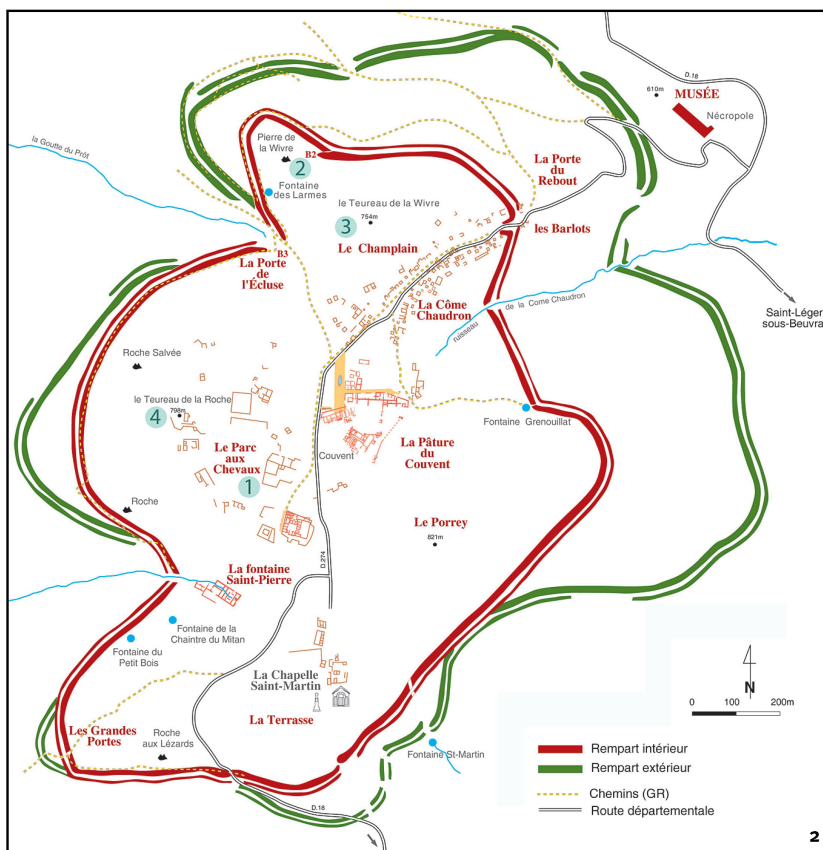 D.18
610m
MUSÉE
Nécropole
la Goutte du Prôt
Pierre de
la Wivre
B2
2
Fontaine
des Larmes
La Porte
du
Rebout
le Teureau de la Wivre
3
754m
les Barlots
Le Champlain
B3
La Porte
de
l'Écluse
La Côme
Chaudron
ruisseau
de la Come Chaudron
Saint-Léger
sous-Beuvra
Roche Salvée
le Teureau de la Roche
4
798m
Fontaine Grenouillat
Le Parc
aux
Chevaux
1
Couvent
La Pâture
du
Couvent
Roche
Le Porrey
821m
D.274
La fontaine
Saint-Pierre
Fontaine de la
Chaintre du Mitan
Fontaine du
Petit Bois
La Chapelle
Saint-Martin
La Terrasse
N
0 100 200m
Les Grandes
Portes
Roche
aux Lézards
Fontaine St-Martin
D.18
Rempart intérieur
Rempart extérieur
Chemins (GR)
Route départementale
2